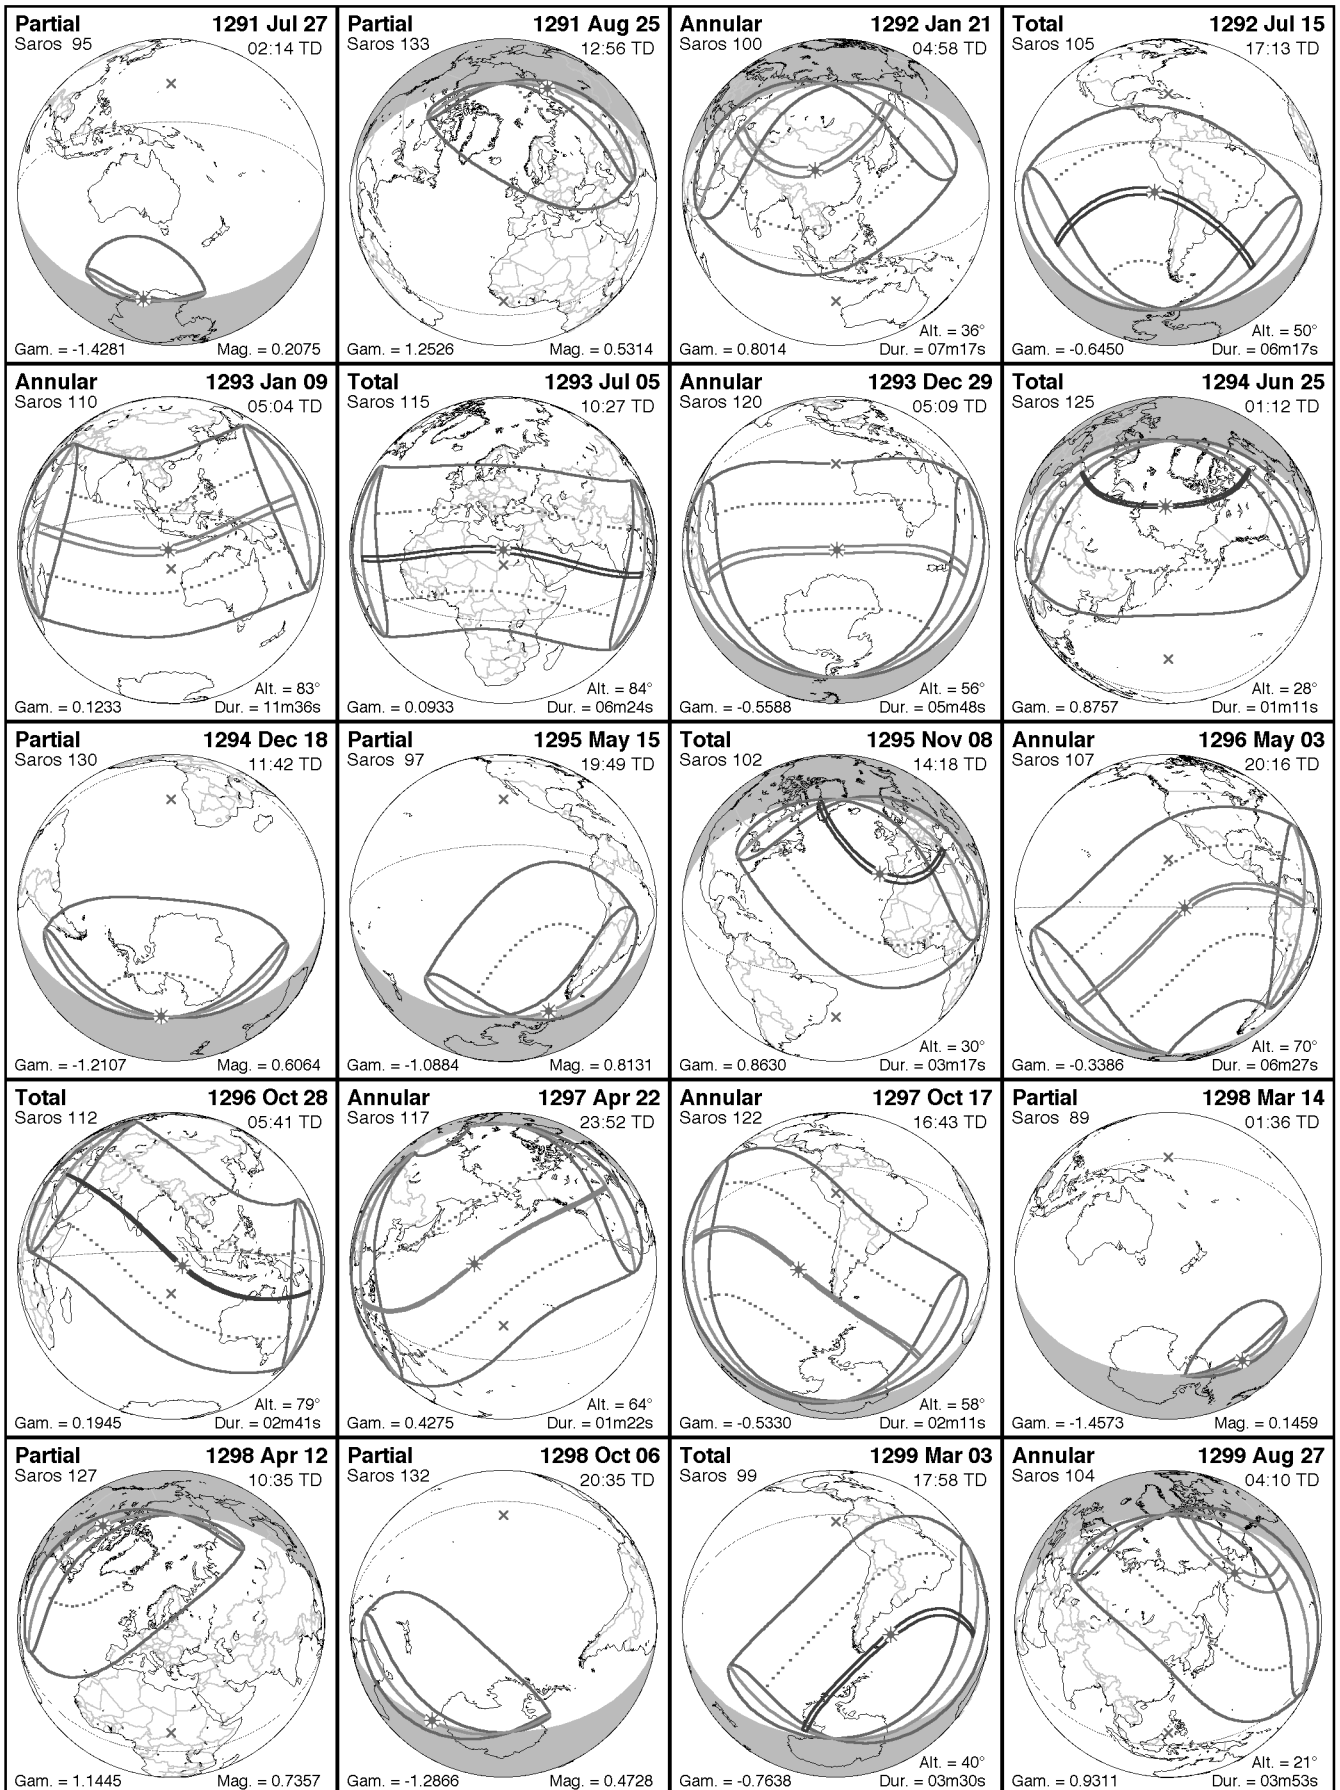 Partial 1291 Jul 27
Saros 95 02:14 TD
Gam. = -1.4281 Mag. = 0.2075
Partial 1291 Aug 25
Saros 133 12:56 TD
Gam. = 1.2526 Mag. = 0.5314
Annular 1292 Jan 21
Saros 100 04:58 TD
Alt. = 36°
Gam. = 0.8014 Dur. = 07m17s
Total 1292 Jul 15
Saros 105 17:13 TD
Alt. = 50°
Gam. = -0.6450 Dur. = 06m17s
Annular 1293 Jan 09
Saros 110 05:04 TD
Alt. = 83°
Gam. = 0.1233 Dur. = 11m36s
Total 1293 Jul 05
Saros 115 10:27 TD
Alt. = 84°
Gam. = 0.0933 Dur. = 06m24s
Annular 1293 Dec 29
Saros 120 05:09 TD
Alt. = 56°
Gam. = -0.5588 Dur. = 05m48s
Total 1294 Jun 25
Saros 125 01:12 TD
Alt. = 28°
Gam. = 0.8757 Dur. = 01m11s
Partial 1294 Dec 18
Saros 130 11:42 TD
Gam. = -1.2107 Mag. = 0.6064
Partial 1295 May 15
Saros 97 19:49 TD
Gam. = -1.0884 Mag. = 0.8131
Total 1295 Nov 08
Saros 102 14:18 TD
Alt. = 30°
Gam. = 0.8630 Dur. = 03m17s
Annular 1296 May 03
Saros 107 20:16 TD
Alt. = 70°
Gam. = -0.3386 Dur. = 06m27s
Total 1296 Oct 28
Saros 112 05:41 TD
Alt. = 79°
Gam. = 0.1945 Dur. = 02m41s
Annular 1297 Apr 22
Saros 117 23:52 TD
Alt. = 64°
Gam. = 0.4275 Dur. = 01m22s
Annular 1297 Oct 17
Saros 122 16:43 TD
Alt. = 58°
Gam. = -0.5330 Dur. = 02m11s
Partial 1298 Mar 14
Saros 89 01:36 TD
Gam. = -1.4573 Mag. = 0.1459
Partial 1298 Apr 12
Saros 127 10:35 TD
Gam. = 1.1445 Mag. = 0.7357
Partial 1298 Oct 06
Saros 132 20:35 TD
Gam. = -1.2866 Mag. = 0.4728
Total 1299 Mar 03
Saros 99 17:58 TD
Alt. = 40°
Gam. = -0.7638 Dur. = 03m30s
Annular 1299 Aug 27
Saros 104 04:10 TD
Alt. = 21°
Gam. = 0.9311 Dur. = 03m53s